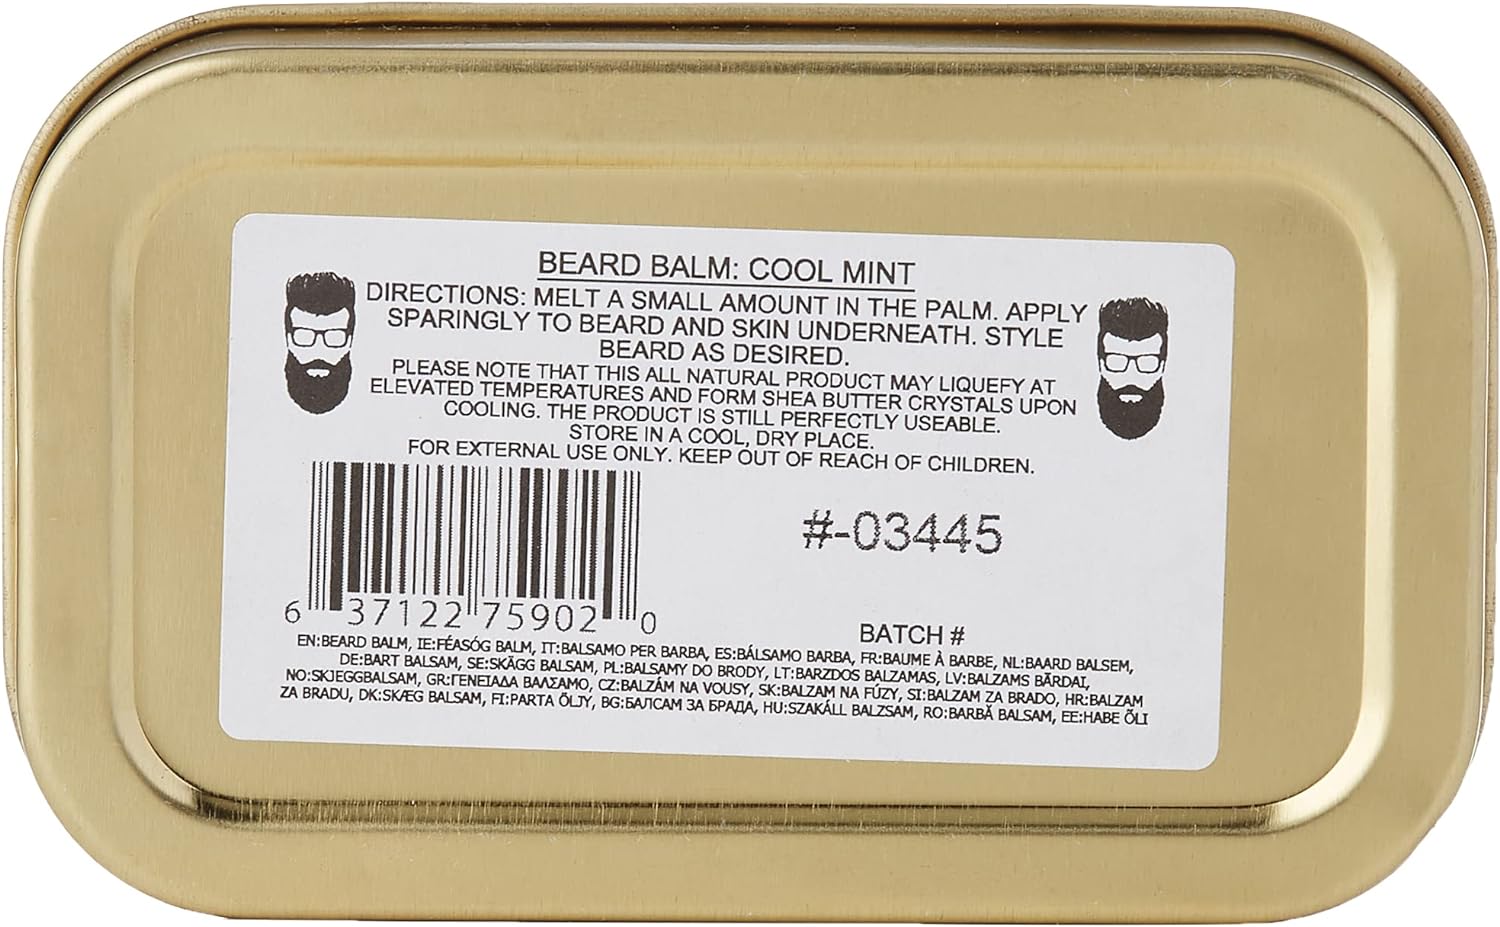 BEARD BALM: COOL MINT
DIRECTIONS: MELT A SMALL AMOUNT IN THE PALM. APPLY
SPARINGLY TO BEARD AND SKIN UNDERNEATH. STYLE
BEARD AS DESIRED.
PLEASE NOTE THAT THIS ALL NATURAL PRODUCT MAY LIQUEFY AT
ELEVATED TEMPERATURES AND FORM SHEA BUTTER CRYSTALS UPON
COOLING. THE PRODUCT IS STILL PERFECTLY USEABLE.
STORE IN A COOL, DRY PLACE.
FOR EXTERNAL USE ONLY. KEEP OUT OF REACH OF CHILDREN.
#-03445
6 37122 75902 0
BATCH #
EN:BEARD BALM, IE:FÉASÓG BALM, IT:BALSAMO PER BARBA, ES:BÁLSAMO BARBA, FR:BAUME À BARBE, NL:BAARD BALSEM,
DE:BART BALSAM, SE:SKÄGG BALSAM, PL:BALSAMY DO BRODY, LT:BARZDOS BALZAMAS, LV:BALZAMS BĀRDAI,
NO:SKJEGGBALSAM, GR:ΓΕΝΕΙΑΔΑ ΒΑΛΣΑΜΟ, CZ:BALZÁM NA VOUSY, SK:BALZAM NA FÚZY, SI:BALZAM ZA BRADO, HR:BALZAM
ZA BRADU, DK:SKÆG BALSAM, FI:PARTA ÖLJY, BG:БАЛСАМ ЗА БРАДА, HU:SZAKÁLL BALZSAM, RO:BARBĂ BALSAM, EE:HABE ÕLI